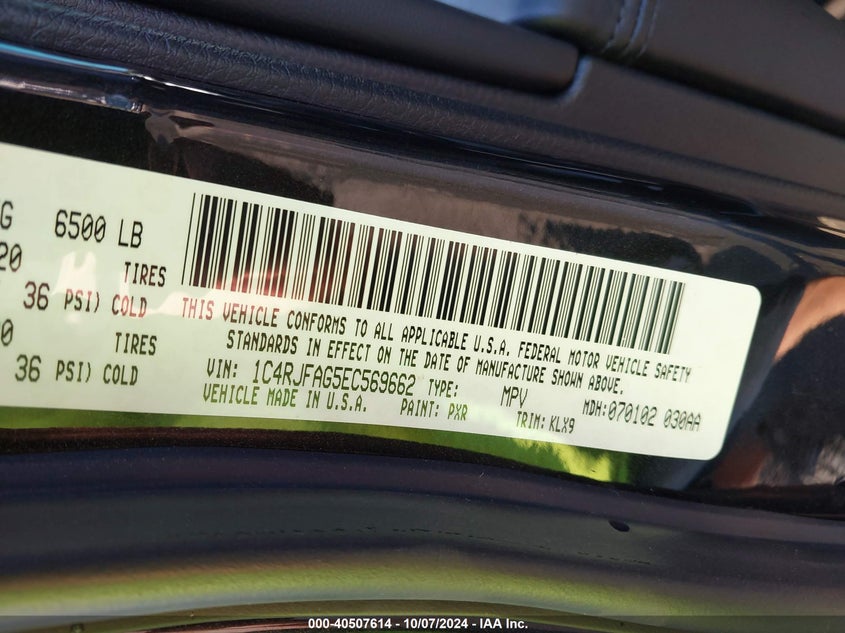 G 6500 LB
20 TIRES
36 PSI) COLD
0 TIRES
36 PSI) COLD
THIS VEHICLE CONFORMS TO ALL APPLICABLE U.S.A. FEDERAL MOTOR VEHICLE SAFETY
STANDARDS IN EFFECT ON THE DATE OF MANUFACTURE SHOWN ABOVE.
VIN: 1C4RJFAG5EC569662 TYPE: MPV MDH:070102 030AA
VEHICLE MADE IN U.S.A. PAINT: PXR TRIM: KLX9
000-40507614 - 10/07/2024 - IAA Inc.